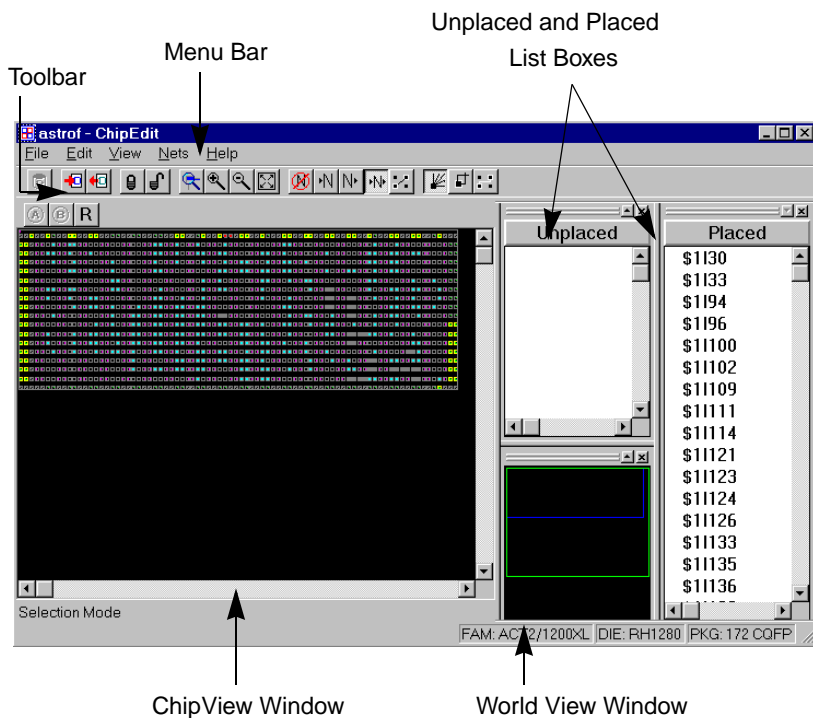 Unplaced and Placed
List Boxes
Menu Bar
Toolbar
astrof - ChipEdit
File Edit View Nets Help
N N N N
A B R
Unplaced
Placed
$1I30
$1I33
$1I94
$1I96
$1I100
$1I102
$1I109
$1I111
$1I114
$1I121
$1I123
$1I124
$1I126
$1I133
$1I135
$1I136
Selection Mode
FAM: ACT2/1200XL DIE: RH1280 PKG: 172 CQFP
ChipView Window
World View Window